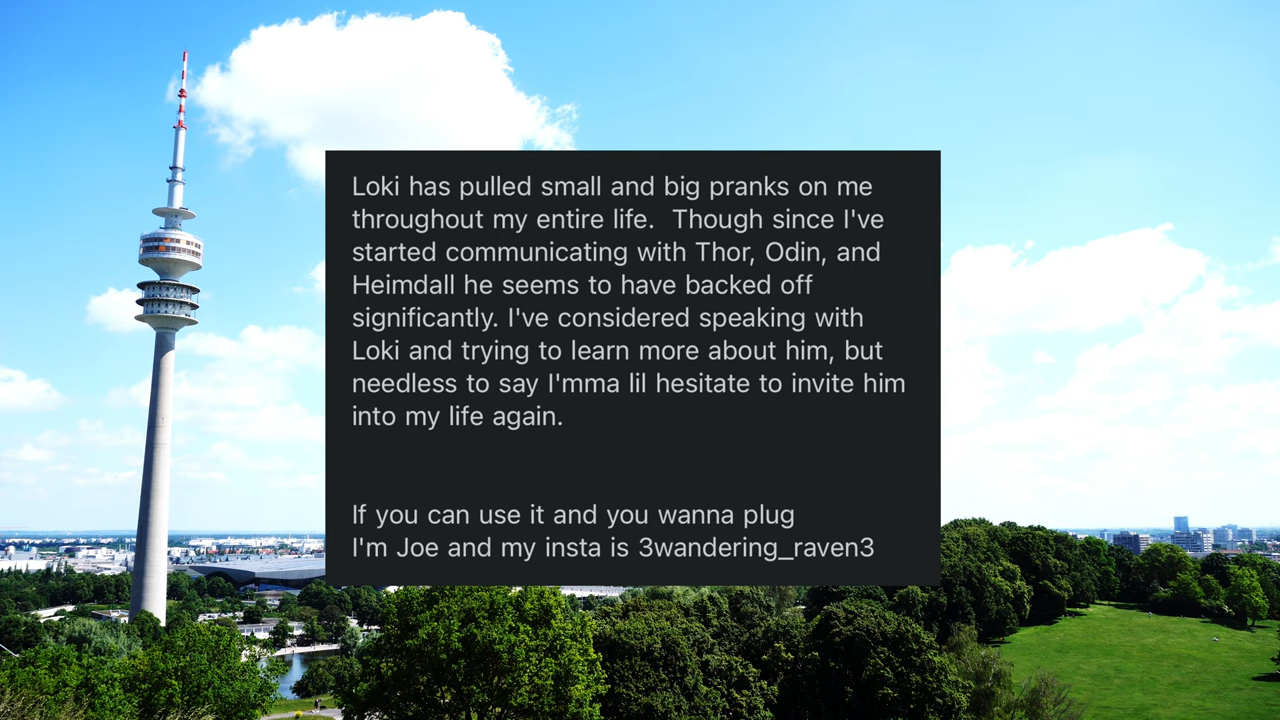 Loki has pulled small and big pranks on me
throughout my entire life.  Though since I've
started communicating with Thor, Odin, and
Heimdall he seems to have backed off
significantly. I've considered speaking with
Loki and trying to learn more about him, but
needless to say I'mma lil hesitate to invite him
into my life again.
If you can use it and you wanna plug
I'm Joe and my insta is 3wandering_raven3